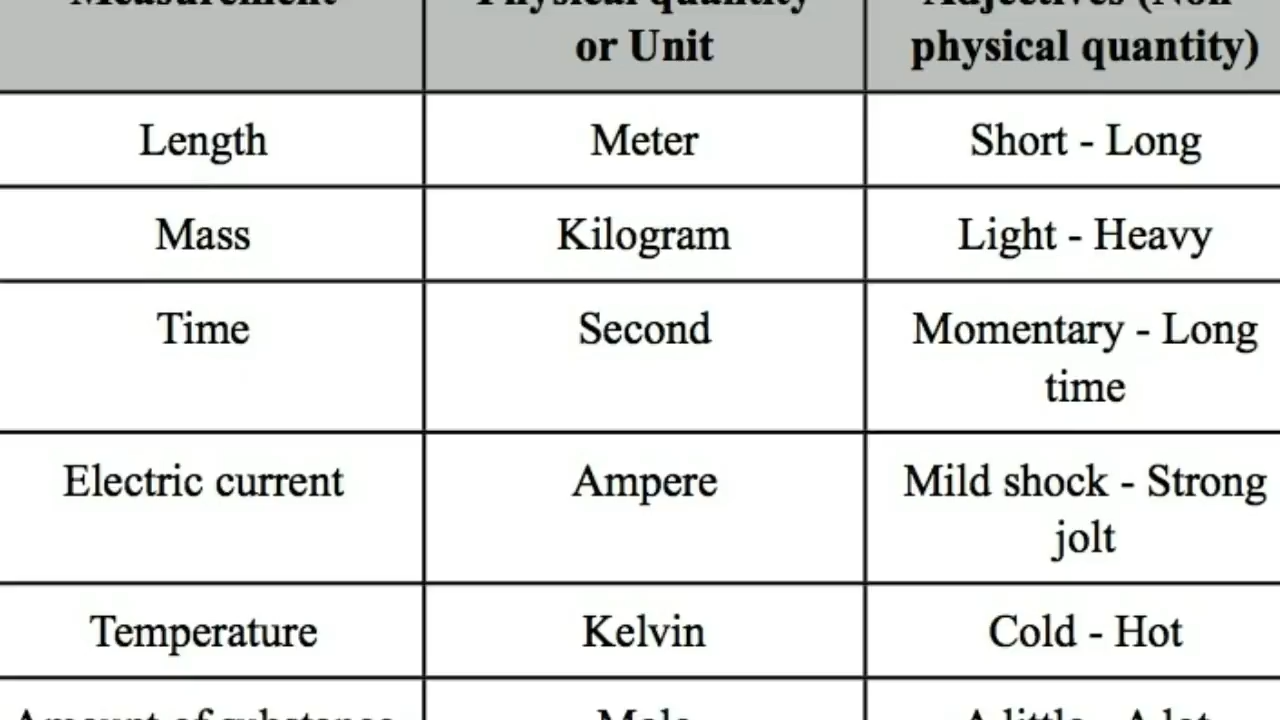 Measurement Physical quantity Adjectives (Non
or Unit physical quantity)
Length Meter Short - Long
Mass Kilogram Light - Heavy
Time Second Momentary - Long
time
Electric current Ampere Mild shock - Strong
jolt
Temperature Kelvin Cold - Hot
Amount of substance Mole A little - A lot